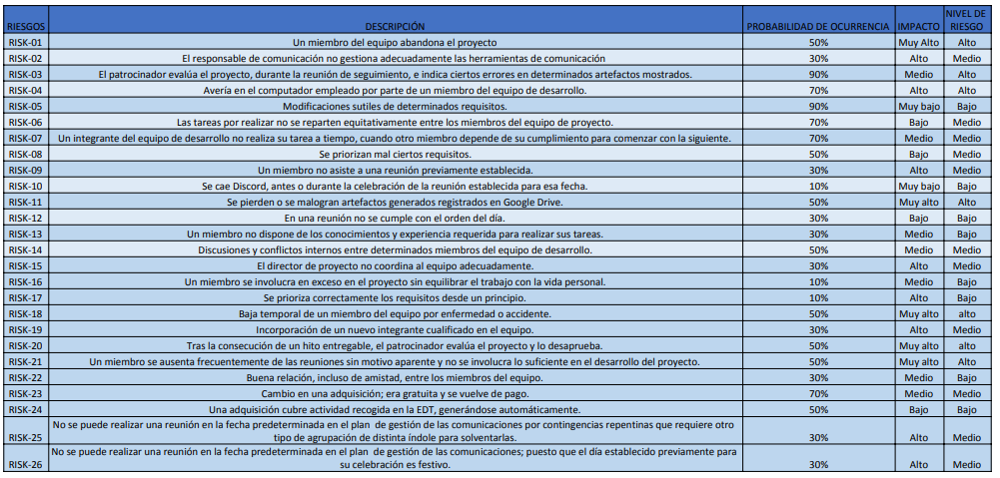 RIESGOS DESCRIPCIÓN PROBABILIDAD DE OCURRENCIA IMPACTO NIVEL DE RIESGO
RISK-01 Un miembro del equipo abandona el proyecto 50% Muy Alto Alto
RISK-02 El responsable de comunicación no gestiona adecuadamente las herramientas de comunicación 30% Alto Medio
RISK-03 El patrocinador evalúa el proyecto, durante la reunión de seguimiento, e indica ciertos errores en determinados artefactos mostrados. 90% Medio Alto
RISK-04 Avería en el computador empleado por parte de un miembro del equipo de desarrollo. 70% Alto Alto
RISK-05 Modificaciones sutiles de determinados requisitos. 90% Muy bajo Bajo
RISK-06 Las tareas por realizar no se reparten equitativamente entre los miembros del equipo de proyecto. 70% Bajo Medio
RISK-07 Un integrante del equipo de desarrollo no realiza su tarea a tiempo, cuando otro miembro depende de su cumplimiento para comenzar con la siguiente. 70% Medio Medio
RISK-08 Se priorizan mal ciertos requisitos. 50% Bajo Medio
RISK-09 Un miembro no asiste a una reunión previamente establecida. 30% Alto Medio
RISK-10 Se cae Discord, antes o durante la celebración de la reunión establecida para esa fecha. 10% Muy bajo Bajo
RISK-11 Se pierden o se malogran artefactos generados registrados en Google Drive. 50% Muy alto Alto
RISK-12 En una reunión no se cumple con el orden del día. 30% Bajo Bajo
RISK-13 Un miembro no dispone de los conocimientos y experiencia requerida para realizar sus tareas. 30% Medio Bajo
RISK-14 Discusiones y conflictos internos entre determinados miembros del equipo de desarrollo. 50% Medio Medio
RISK-15 El director de proyecto no coordina al equipo adecuadamente. 30% Alto Medio
RISK-16 Un miembro se involucra en exceso en el proyecto sin equilibrar el trabajo con la vida personal. 10% Medio Bajo
RISK-17 Se prioriza correctamente los requisitos desde un principio. 10% Alto Bajo
RISK-18 Baja temporal de un miembro del equipo por enfermedad o accidente. 50% Muy alto alto
RISK-19 Incorporación de un nuevo integrante cualificado en el equipo. 30% Alto Medio
RISK-20 Tras la consecución de un hito entregable, el patrocinador evalúa el proyecto y lo desaprueba. 50% Muy alto alto
RISK-21 Un miembro se ausenta frecuentemente de las reuniones sin motivo aparente y no se involucra lo suficiente en el desarrollo del proyecto. 50% Muy alto Alto
RISK-22 Buena relación, incluso de amistad, entre los miembros del equipo. 30% Medio Bajo
RISK-23 Cambio en una adquisición; era gratuita y se vuelve de pago. 70% Medio Medio
RISK-24 Una adquisición cubre actividad recogida en la EDT, generándose automáticamente. 50% Bajo Bajo
No se puede realizar una reunión en la fecha predeterminada en el plan de gestión de las comunicaciones por contingencias repentinas que requiere otro
RISK-25 tipo de agrupación de distinta índole para solventarlas. 30% Alto Medio
No se puede realizar una reunión en la fecha predeterminada en el plan de gestión de las comunicaciones; puesto que el día establecido previamente para
RISK-26 su celebración es festivo. 30% Alto Medio